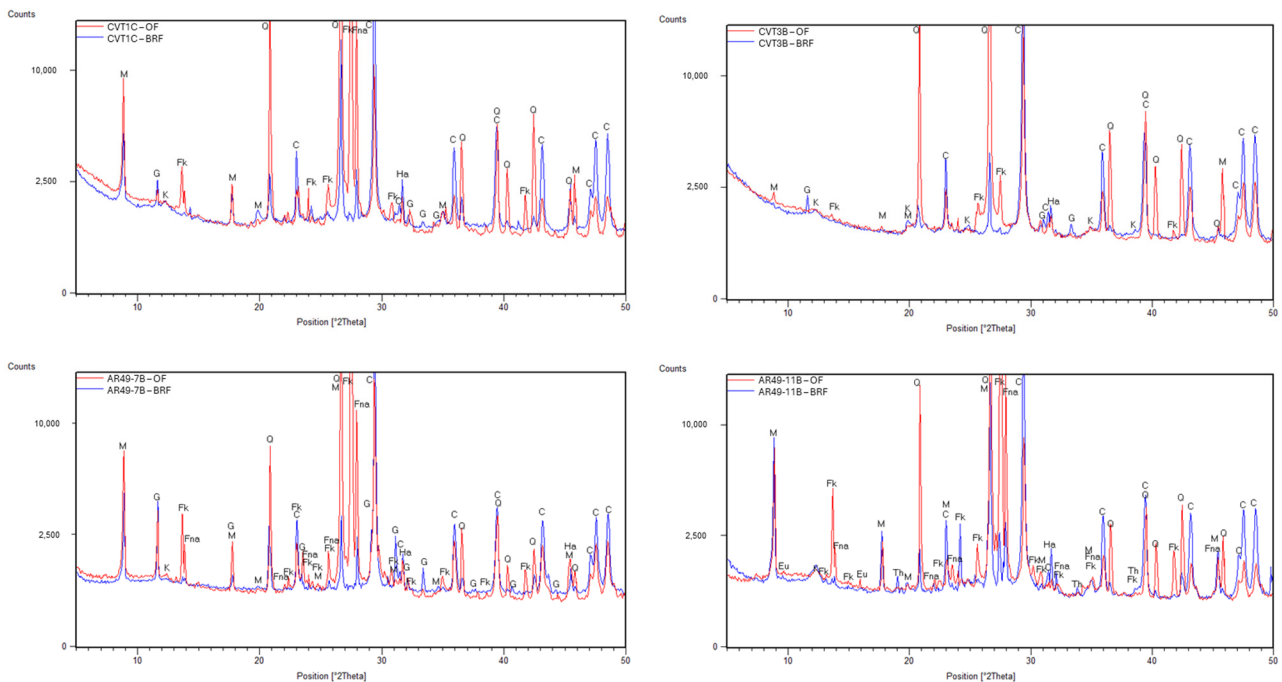 Counts
CVT1C-OF
CVT1C-BRF
Q Q Fk Fna C
10,000
M
Q C Q
C C C
Fk Ha Q
G M Fk Fk M
2,500
K M Fk C G G G M Fk Q C
0
10 20 30 40 50
Position [°2Theta]
Counts
CVT3B-OF
CVT3B-BRF
Q Q C
10,000
Q
C
Q Q C C
C C Fk Q M
2,500
M G Ha
K Fk M K M K C G G K K Fk Q C
0
10 20 30 40 50
Position [°2Theta]
Counts
AR49-7B-OF
AR49-7B-BRF
Q M Fk C
Fna
10,000
M Q
G Fk G Fk C G C C Q C C
Fna G M G Fna Fk G Q Q Ha M
2,500
K M Fna Fk Fna Fk Fk M Fk Ha M G Fk M Fk G Fk Q Fk G Q C
0
10 20 30 40 50
Position [°2Theta]
Counts
AR49-11B-OF
AR49-11B-BRF
Q Q M Fk Fna C
10,000
M
Fk M C Fk C Q C Q Q C C C
Fna M Fk Ha M Fna Fk Q Fk M Q
2,500
Eu K Fk Fk Eu Th M Fna Fk Fna Fk M Fk C Fna Fk Th Th Fk C
0
10 20 30 40 50
Position [°2Theta]